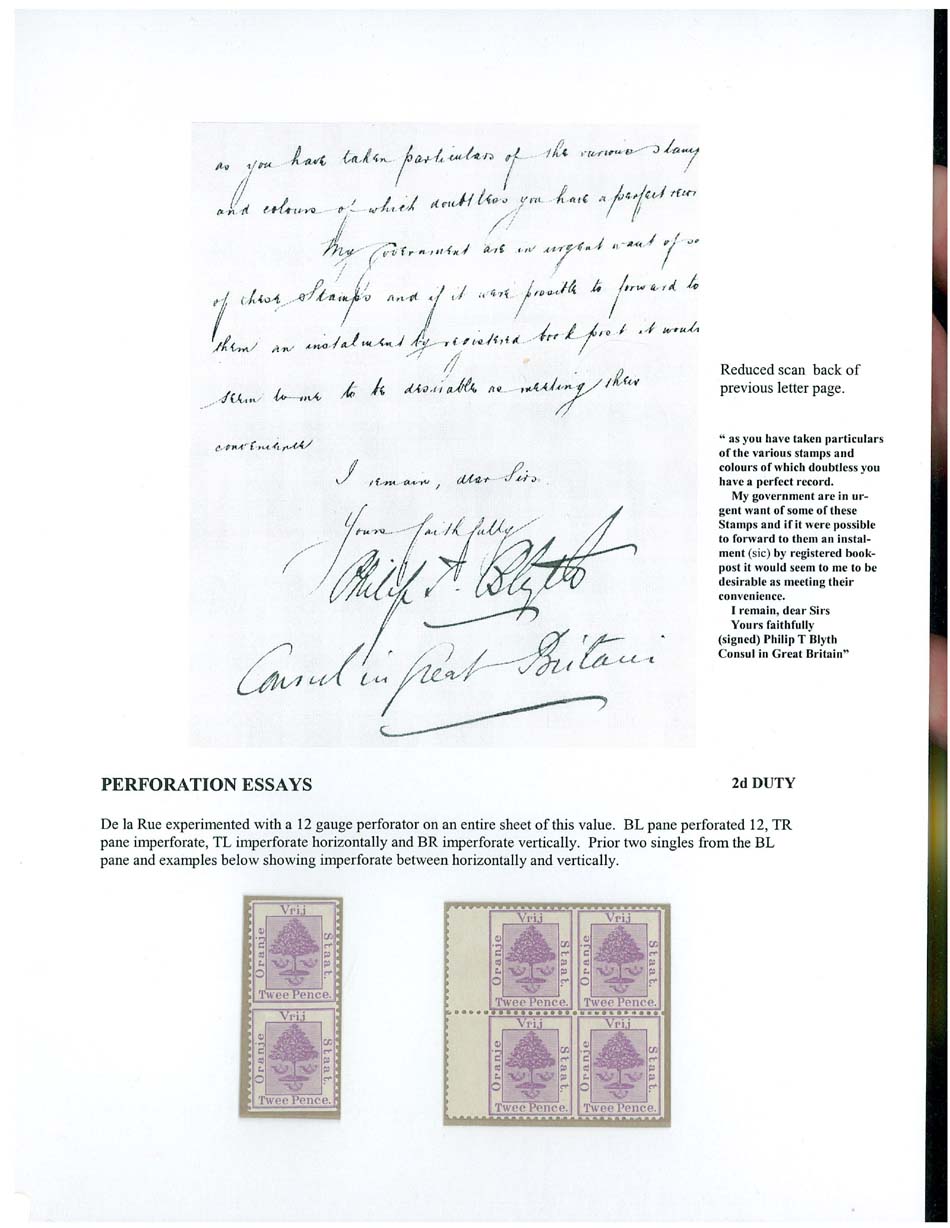 as you have taken particulars of the various stamp
and colours of which doubtless you have a perfect recor
My Government are in urgent want of so
of these Stamps and if it were possible to forward to
them an instalment by registered book post it would
seem to me to be desirable as meeting their
convenience
I remain, dear Sirs
Yours faithfully
Philip T. Blyth
Consul in Great Britain
Reduced scan back of
previous letter page.
“ as you have taken particulars
of the various stamps and
colours of which doubtless you
have a perfect record.
My government are in ur-
gent want of some of these
Stamps and if it were possible
to forward to them an instal-
ment (sic) by registered book-
post it would seem to me to be
desirable as meeting their
convenience.
I remain, dear Sirs
Yours faithfully
(signed) Philip T Blyth
Consul in Great Britain”
PERFORATION ESSAYS
2d DUTY
De la Rue experimented with a 12 gauge perforator on an entire sheet of this value. BL pane perforated 12, TR
pane imperforate, TL imperforate horizontally and BR imperforate vertically. Prior two singles from the BL
pane and examples below showing imperforate between horizontally and vertically.
Vrij
Oranje
Staat.
Twee Pence.
Vrij
Oranje
Staat.
Twee Pence.
Vrij
Oranje
Staat.
Twee Pence.
Vrij
Oranje
Staat.
Twee Pence.
Vrij
Oranje
Staat.
Twee Pence.
Vrij
Oranje
Staat.
Twee Pence.